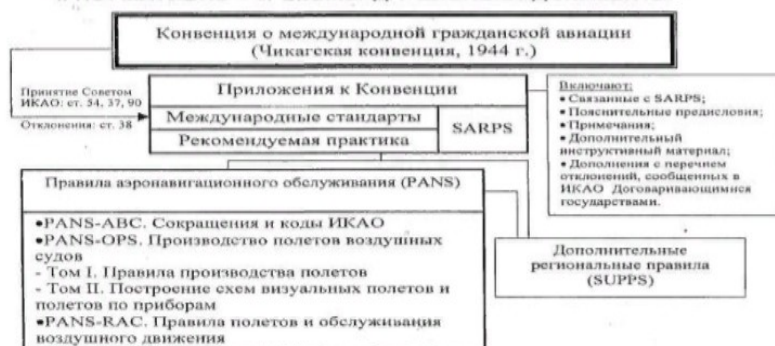 Конвенция о международной гражданской авиации
(Чикагская конвенция, 1944 г.)
Принятие Советом
ИКАО: ст. 54, 37, 90
Отклонения: ст. 38
Приложения к Конвенции
Международные стандарты
Рекомендуемая практика
SARPS
Включают:
•Связанные с SARPS;
•Пояснительные предисловия;
•Примечания;
•Дополнительный
инструктивный материал;
•Дополнения с перечнем
отклонений, сообщенных в
ИКАО Договаривающимися
государствами.
Правила аэронавигационного обслуживания (PANS)
•PANS-ABC. Сокращения и коды ИКАО
•PANS-OPS. Производство полетов воздушных
судов
- Том I. Правила производства полетов
- Том II. Построение схем визуальных полетов и
полетов по приборам
•PANS-RAC. Правила полетов и обслуживания
воздушного движения
Дополнительные
региональные правила
(SUPPS)